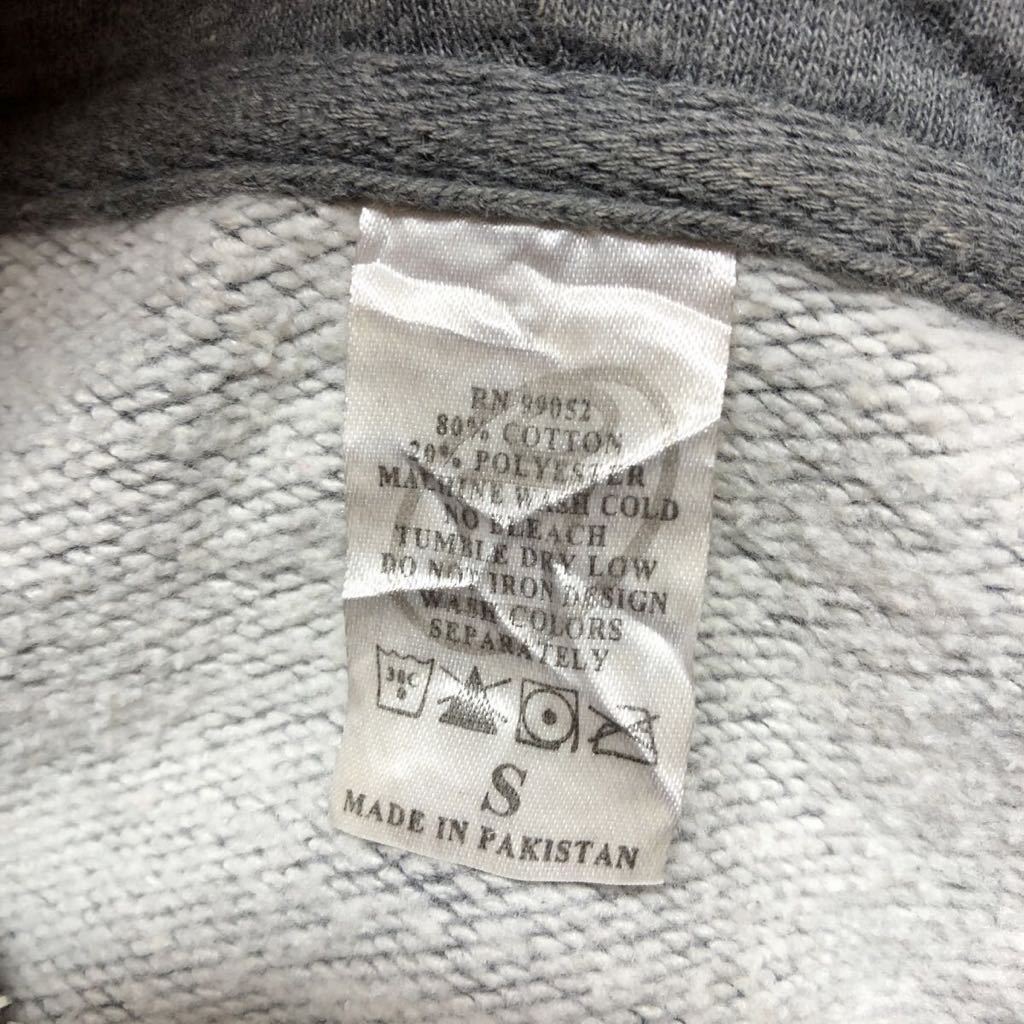 RN 99052
80% COTTON
20% POLYESTER
MACHINE WASH COLD
NO BLEACH
TUMBLE DRY LOW
DO NOT IRON DESIGN
WASH COLORS
SEPARATELY
30C
S
MADE IN PAKISTAN